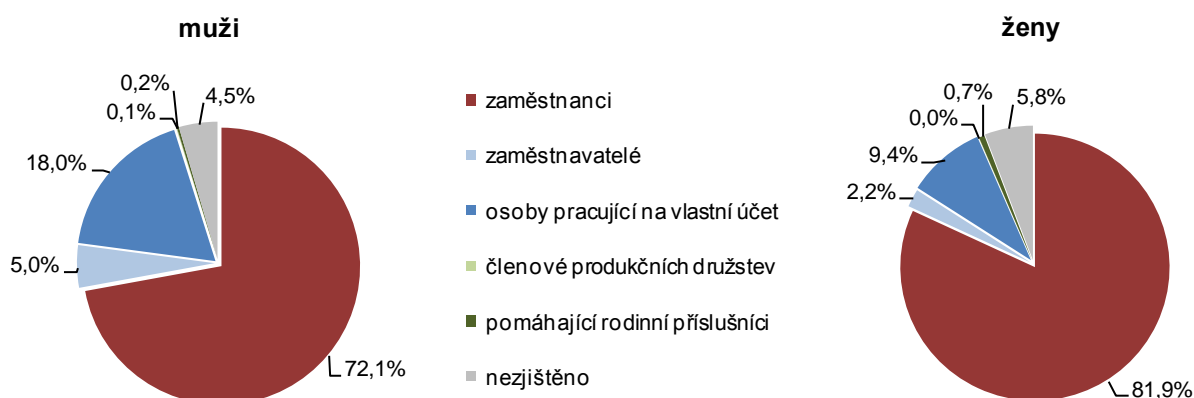 muži
0,2%
4,5%
0,1%
18,0%
5,0%
72,1%
zaměstnanci
zaměstnavatelé
osoby pracující na vlastní účet
členové produkčních družstev
pomáhající rodinní příslušníci
nezjištěno
ženy
0,7%
5,8%
0,0%
9,4%
2,2%
81,9%